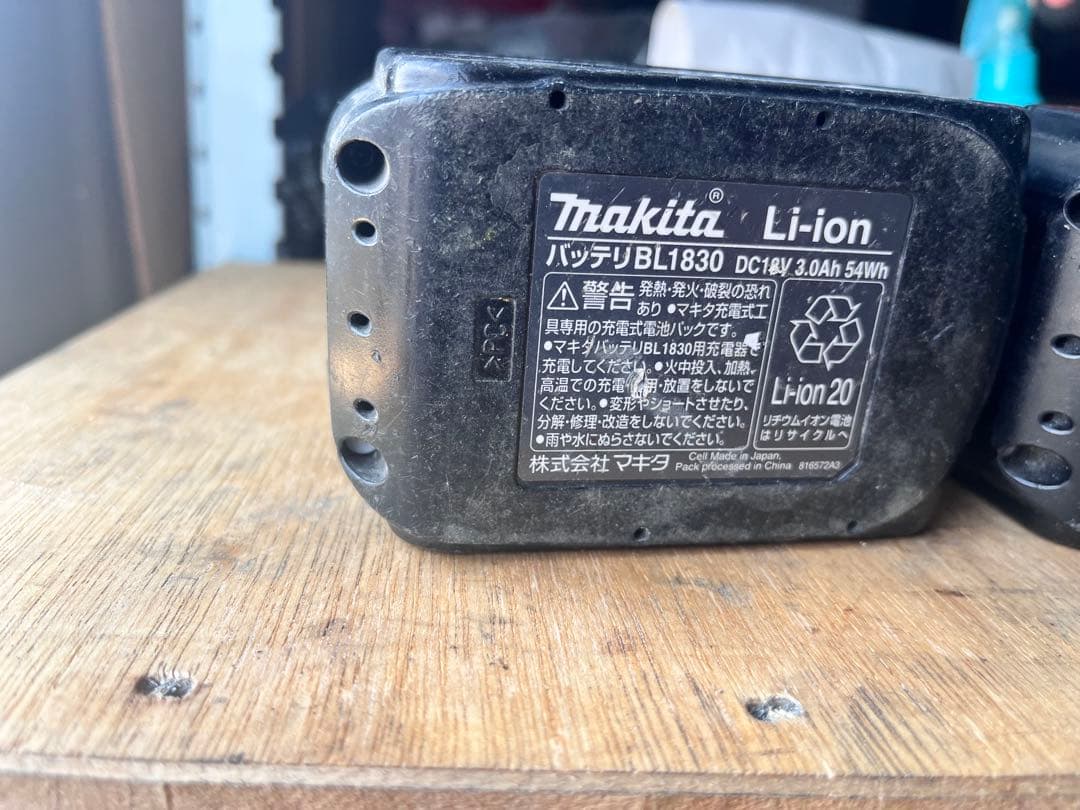 >PC<
makita® Li-ion
バッテリBL1830 DC18V 3.0Ah 54Wh
警告 発熱・発火・破裂の恐れ
あり ●マキタ充電式工
具専用の充電式電池パックです。
●マキタバッテリBL1830用充電器で
充電してください。●火中投入、加熱、
高温での充電・使用・放置をしないで
ください。●変形やショートさせたり、
分解・修理・改造をしないでください。
●雨や水にぬらさないでください。
Li-ion 20
リチウムイオン電池
はリサイクルへ
株式会社 マキタ
Cell Made in Japan,
Pack processed in China 816572A3